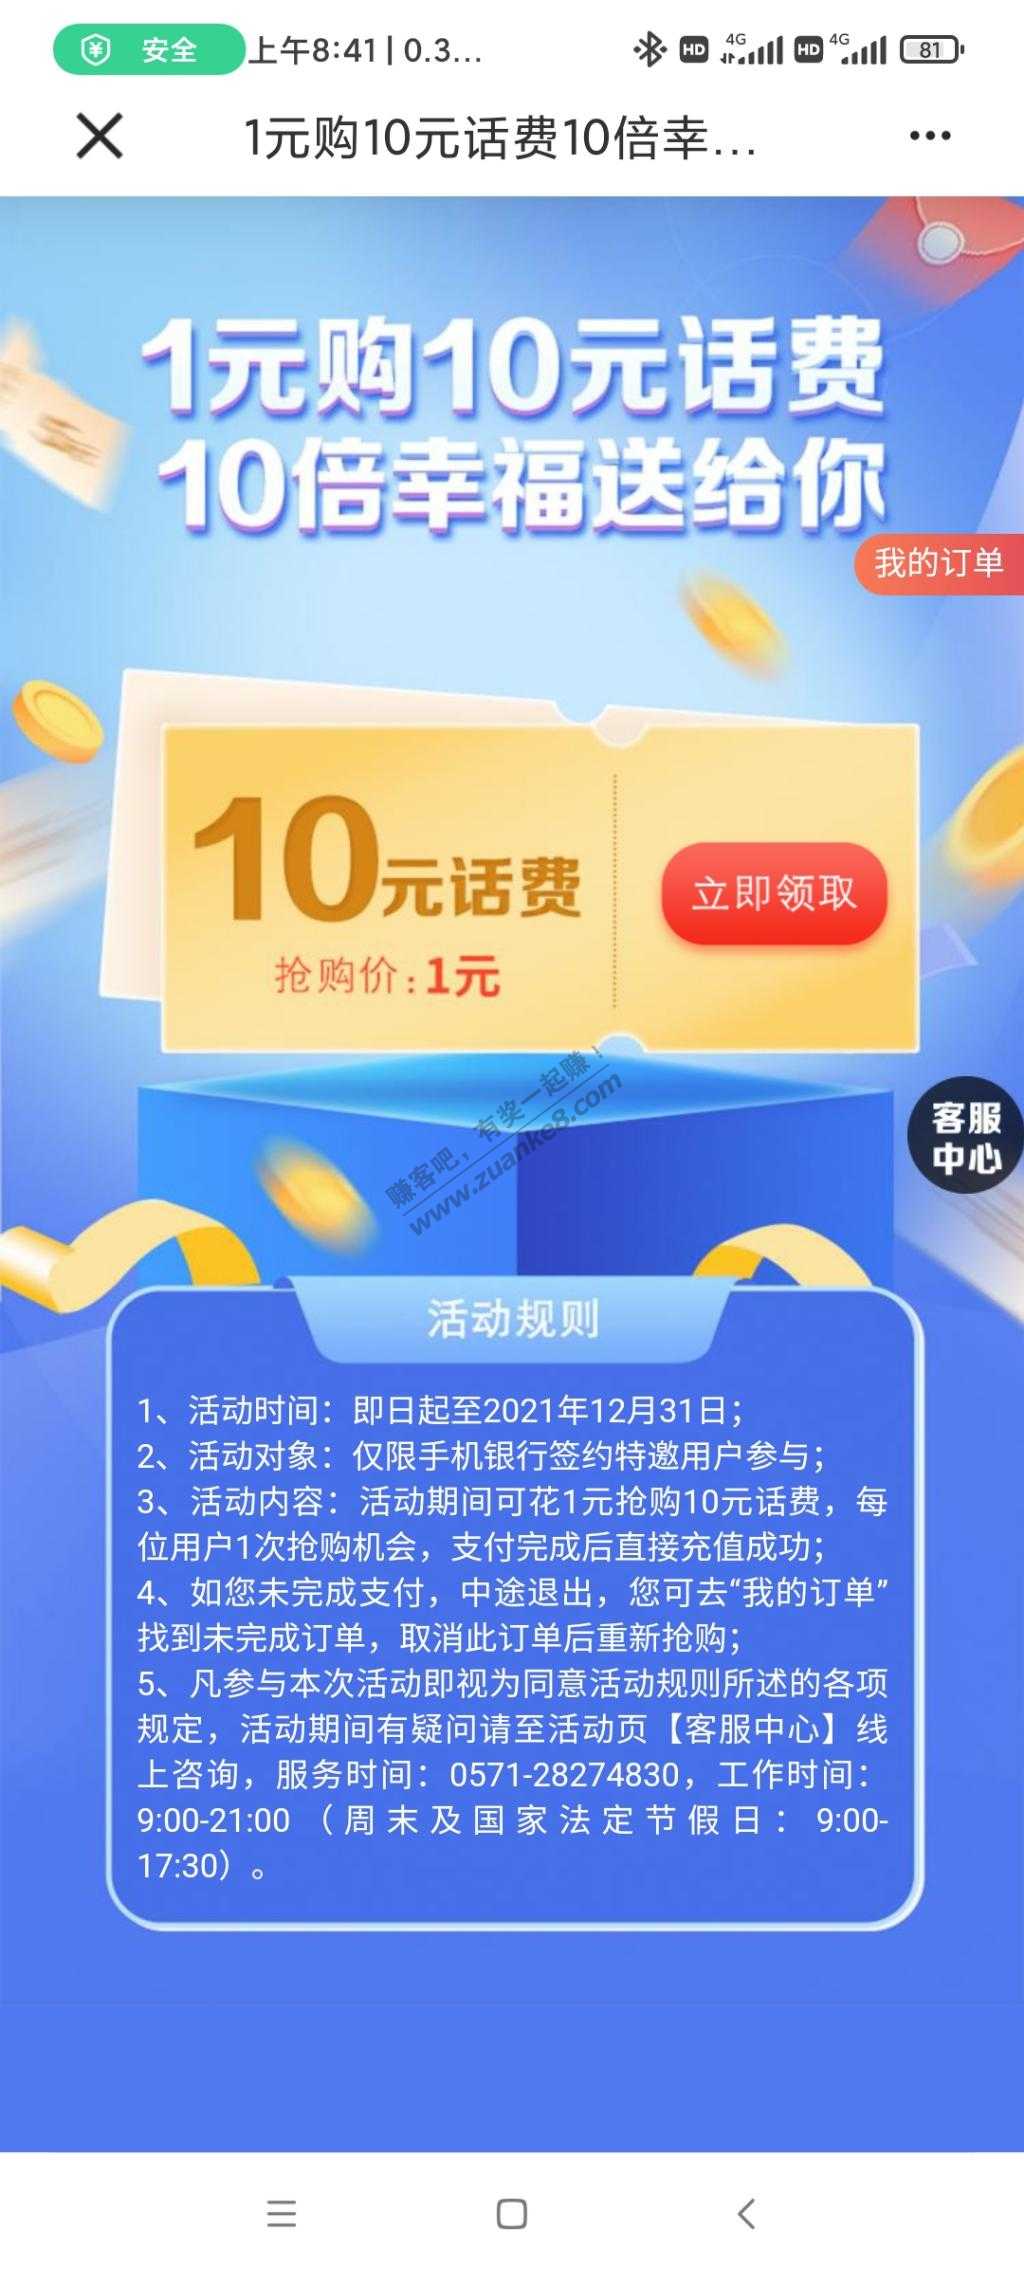 安全
上午8:41 | 0.3...
HD 4G HD 4G 81
1元购10元话费10倍幸...
1元购10元话费
10倍幸福送给你
我的订单
10元话费
立即领取
抢购价:1元
赚客吧，有奖一起赚！
www.zuanke8.com
客服
中心
活动规则
1、活动时间：即日起至2021年12月31日；
2、活动对象：仅限手机银行签约特邀用户参与；
3、活动内容：活动期间可花1元抢购10元话费，每
位用户1次抢购机会，支付完成后直接充值成功；
4、如您未完成支付，中途退出，您可去“我的订单”
找到未完成订单，取消此订单后重新抢购；
5、凡参与本次活动即视为同意活动规则所述的各项
规定，活动期间有疑问请至活动页【客服中心】线
上咨询，服务时间：0571-28274830，工作时间：
9:00-21:00（周末及国家法定节假日：9:00-
17:30）。